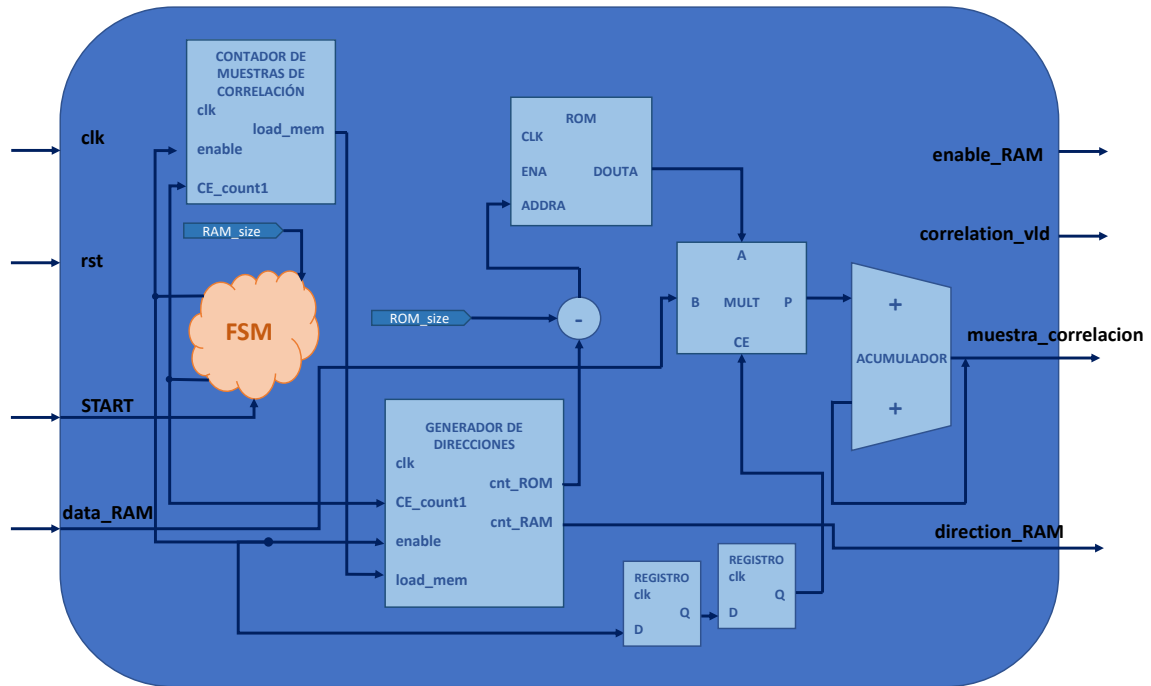 clk
rst
START
data_RAM
CONTADOR DE
MUESTRAS DE
CORRELACIÓN
clk
load_mem
enable
CE_count1
RAM_size
FSM
ROM_size
-
ROM
CLK
ENA
DOUTA
ADDRA
A
B
MULT
P
CE
+
ACUMULADOR
+
GENERADOR DE
DIRECCIONES
clk
cnt_ROM
CE_count1
cnt_RAM
enable
load_mem
REGISTRO
clk
Q
D
REGISTRO
clk
Q
D
enable_RAM
correlation_vld
muestra_correlacion
direction_RAM